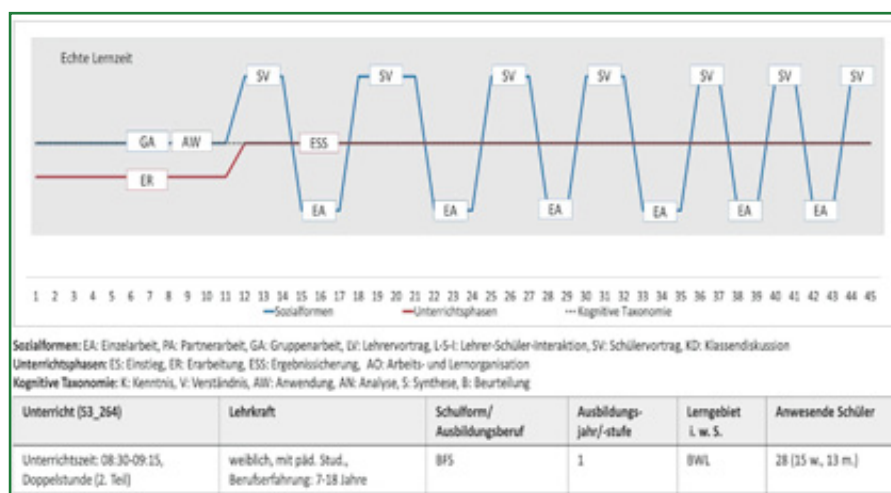 Echte Lernzeit
SV SV SV SV SV SV SV
GA AW ESS
ER
EA EA EA EA EA EA
1 2 3 4 5 6 7 8 9 10 11 12 13 14 15 16 17 18 19 20 21 22 23 24 25 26 27 28 29 30 31 32 33 34 35 36 37 38 39 40 41 42 43 44 45
Sozialformen Unterrichtsphasen Kognitive Taxonomie
Sozialformen: EA: Einzelarbeit, PA: Partnerarbeit, GA: Gruppenarbeit, LV: Lehrervortrag, L-S-I: Lehrer-Schüler-Interaktion, SV: Schülervortrag, KD: Klassendiskussion
Unterrichtsphasen: ES: Einstieg, ER: Erarbeitung, ESS: Ergebnissicherung, AO: Arbeits- und Lernorganisation
Kognitive Taxonomie: K: Kenntnis, V: Verständnis, AW: Anwendung, AN: Analyse, S: Synthese, B: Beurteilung
Unterricht (S3_264) Lehrkraft Schulform/ Ausbildungs- Lerngebiet Anwesende Schüler
Ausbildungsberuf jahr/-stufe i. w. S.
Unterrichtszeit: 08:30-09:15, weiblich, mit päd. Stud., BFS 1 BWL 28 (15 w., 13 m.)
Doppelstunde (2. Teil) Berufserfahrung: 7-18 Jahre